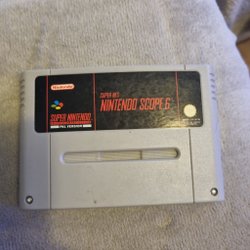 Nintendo
SUPER NES
NINTENDO SCOPE 6
SUPER NINTENDO
PAL VERSION